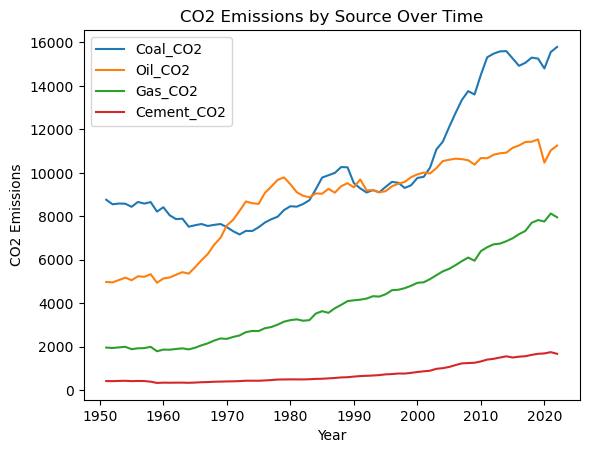 CO2 Emissions by Source Over Time
Coal_CO2
Oil_CO2
Gas_CO2
Cement_CO2
CO2 Emissions
16000
14000
12000
10000
8000
6000
4000
2000
0
1950 1960 1970 1980 1990 2000 2010 2020
Year